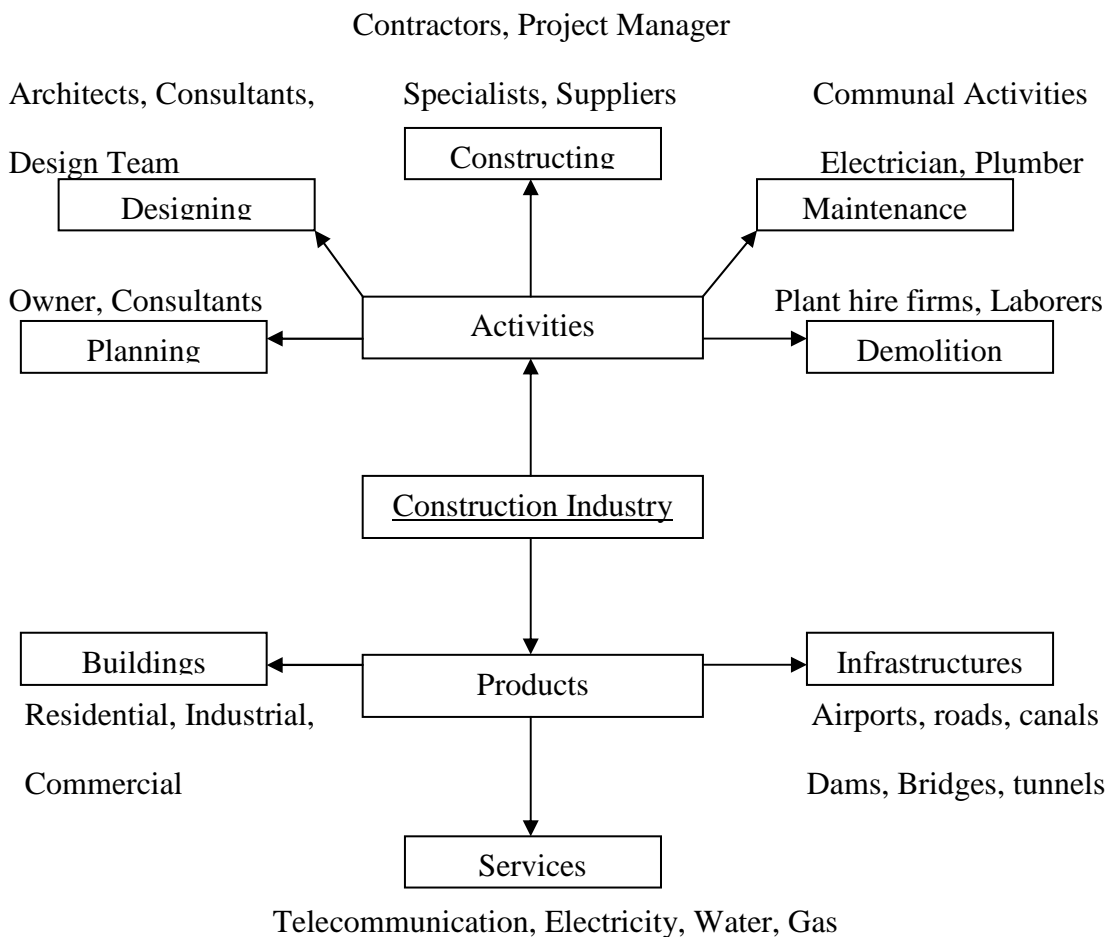 Contractors, Project Manager
Architects, Consultants,
Specialists, Suppliers
Communal Activities
Constructing
Design Team
Electrician, Plumber
Designing
Maintenance
Owner, Consultants
Plant hire firms, Laborers
Activities
Planning
Demolition
Construction Industry
Buildings
Infrastructures
Products
Residential, Industrial,
Airports, roads, canals
Commercial
Dams, Bridges, tunnels
Services
Telecommunication, Electricity, Water, Gas